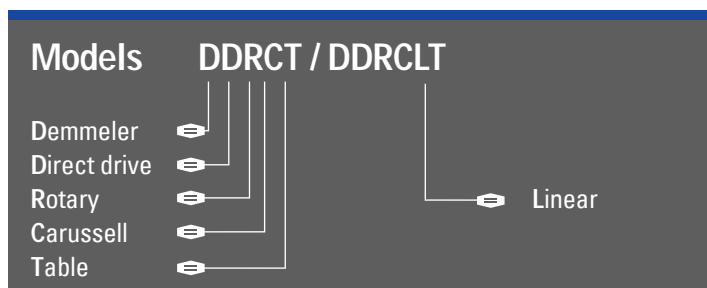 Models DDRCT / DDRCLT
Demmeler
Direct drive
Rotary
Linear
Carussell
Table